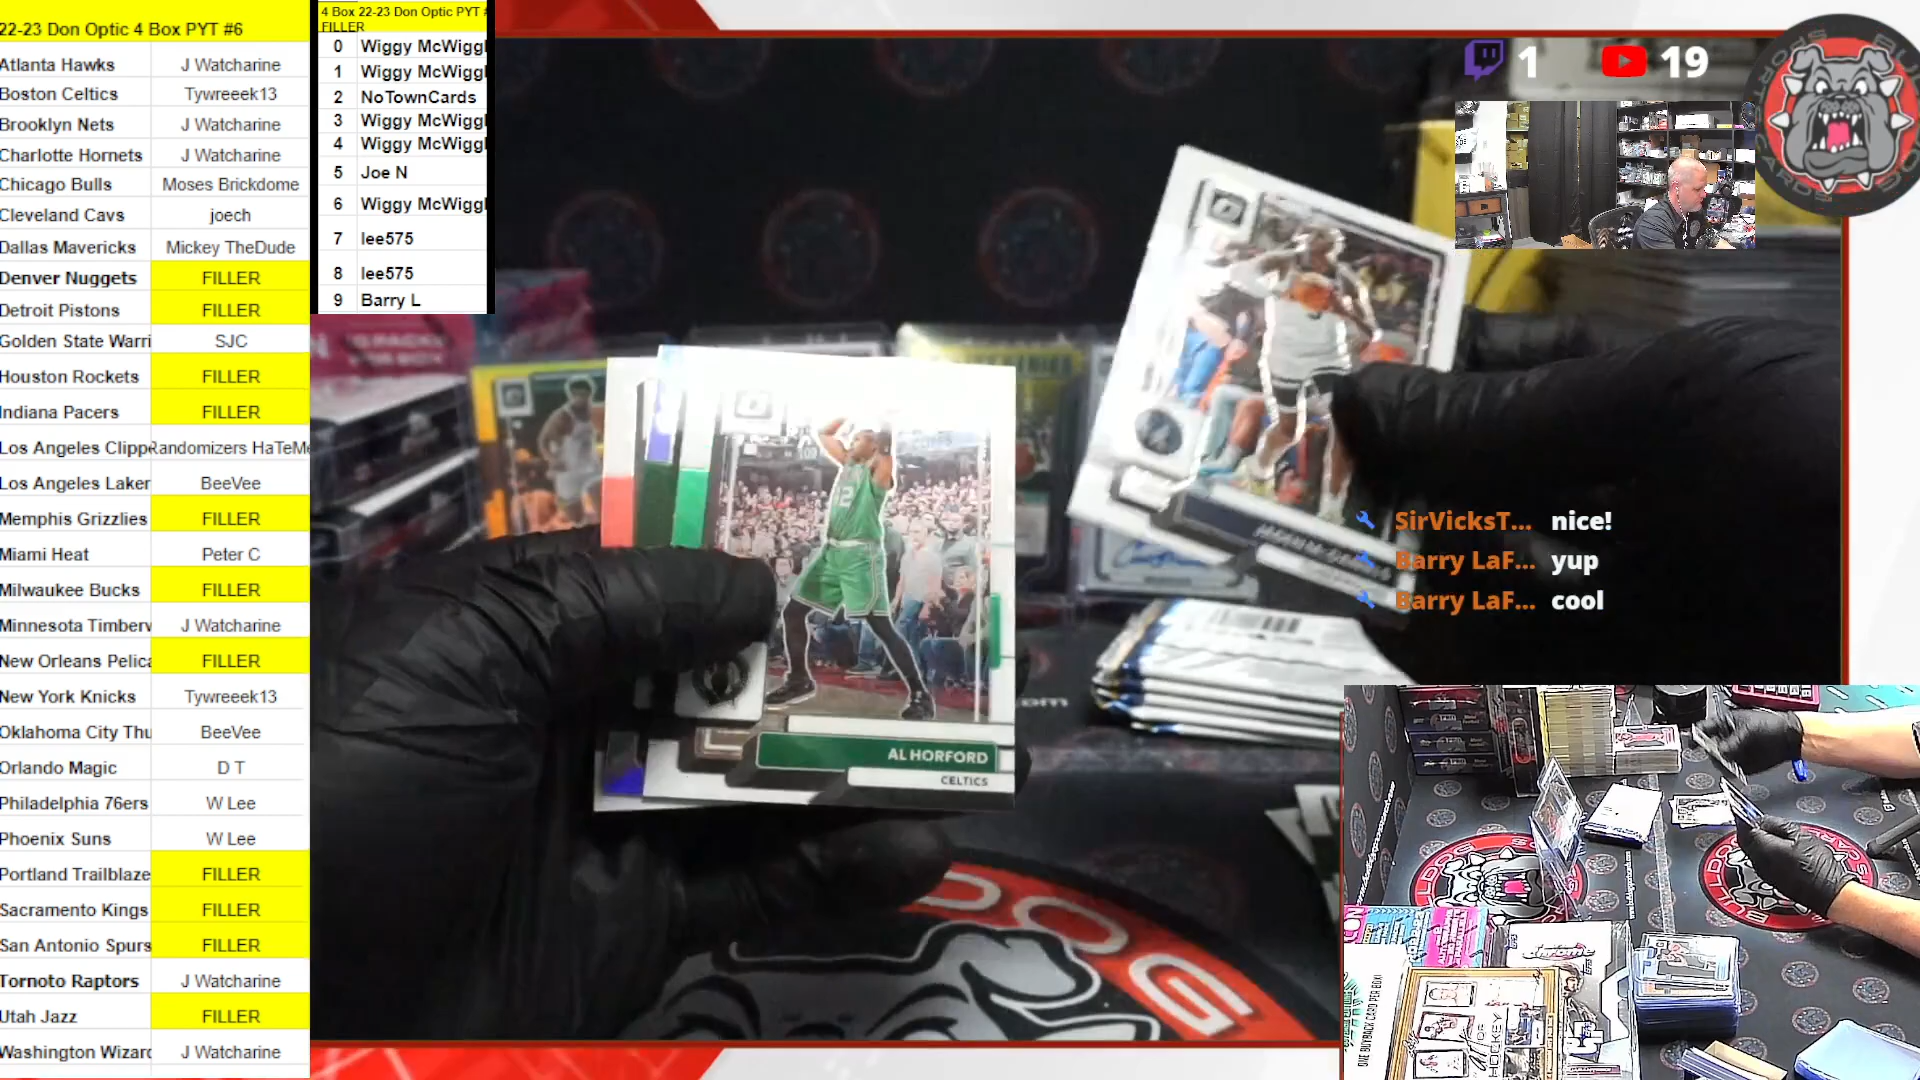 22-23 Don Optic 4 Box PYT #6
Atlanta Hawks J Watcharine
Boston Celtics Tywreeek13
Brooklyn Nets J Watcharine
Charlotte Hornets J Watcharine
Chicago Bulls Moses Brickdome
Cleveland Cavs joech
Dallas Mavericks Mickey TheDude
Denver Nuggets FILLER
Detroit Pistons FILLER
Golden State Warri SJC
Houston Rockets FILLER
Indiana Pacers FILLER
Los Angeles Clipp Randomizers HaTeMe
Los Angeles Laker BeeVee
Memphis Grizzlies FILLER
Miami Heat Peter C
Milwaukee Bucks FILLER
Minnesota Timberv J Watcharine
New Orleans Pelica FILLER
New York Knicks Tywreeek13
Oklahoma City Thu BeeVee
Orlando Magic D T
Philadelphia 76ers W Lee
Phoenix Suns W Lee
Portland Trailblaze FILLER
Sacramento Kings FILLER
San Antonio Spurs FILLER
Tornoto Raptors J Watcharine
Utah Jazz FILLER
Washington Wizard J Watcharine
4 Box 22-23 Don Optic PYT #
FILLER
0 Wiggy McWiggl
1 Wiggy McWiggl
2 NoTownCards
3 Wiggy McWiggl
4 Wiggy McWiggl
5 Joe N
6 Wiggy McWiggl
7 lee575
8 lee575
9 Barry L
1 19
SirVicksT... nice!
Barry LaF... yup
Barry LaF... cool
AL HORFORD
CELTICS
BULLDOG
HOCKEY